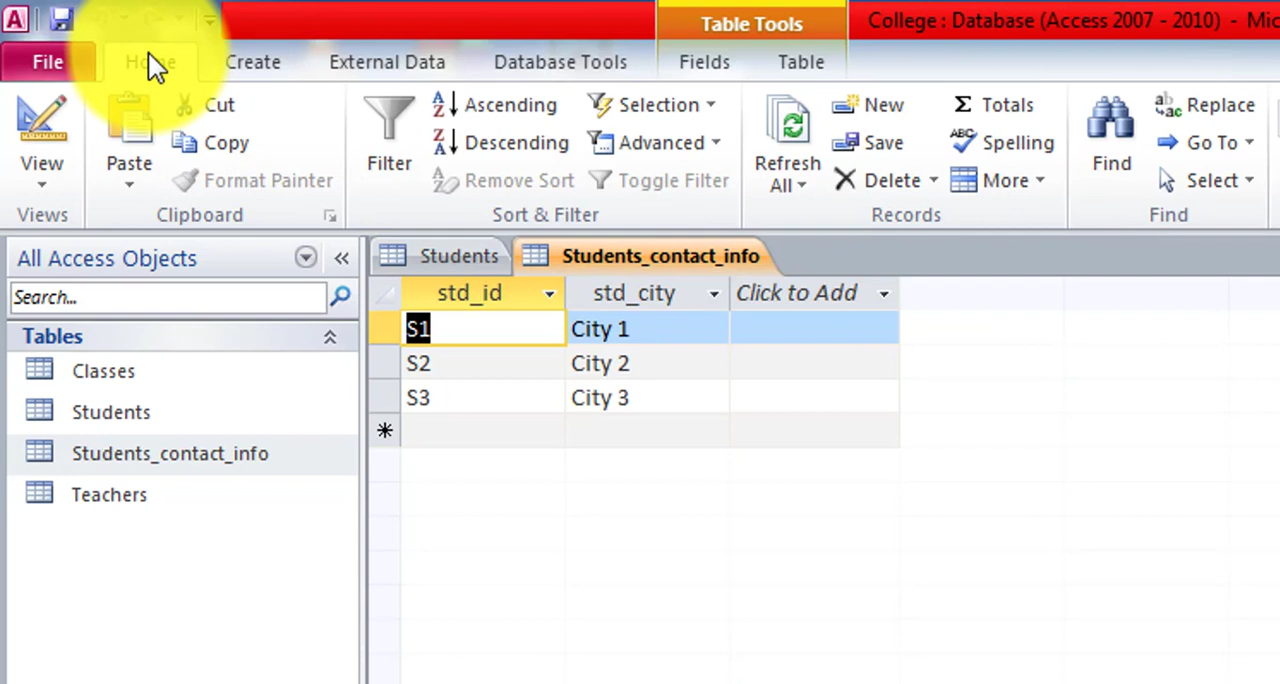 A
Table Tools
College : Database (Access 2007 - 2010) - Mic
File
Home
Create
External Data
Database Tools
Fields
Table
View
Views
Paste
Cut
Copy
Format Painter
Clipboard
Filter
Ascending
Descending
Remove Sort
Selection
Advanced
Toggle Filter
Sort & Filter
Refresh
All
New
Save
Delete
Totals
Spelling
More
Records
Find
Replace
Go To
Select
Find
All Access Objects
Search...
Tables
Classes
Students
Students_contact_info
Teachers
Students
Students_contact_info
std_id std_city Click to Add
S1 City 1
S2 City 2
S3 City 3